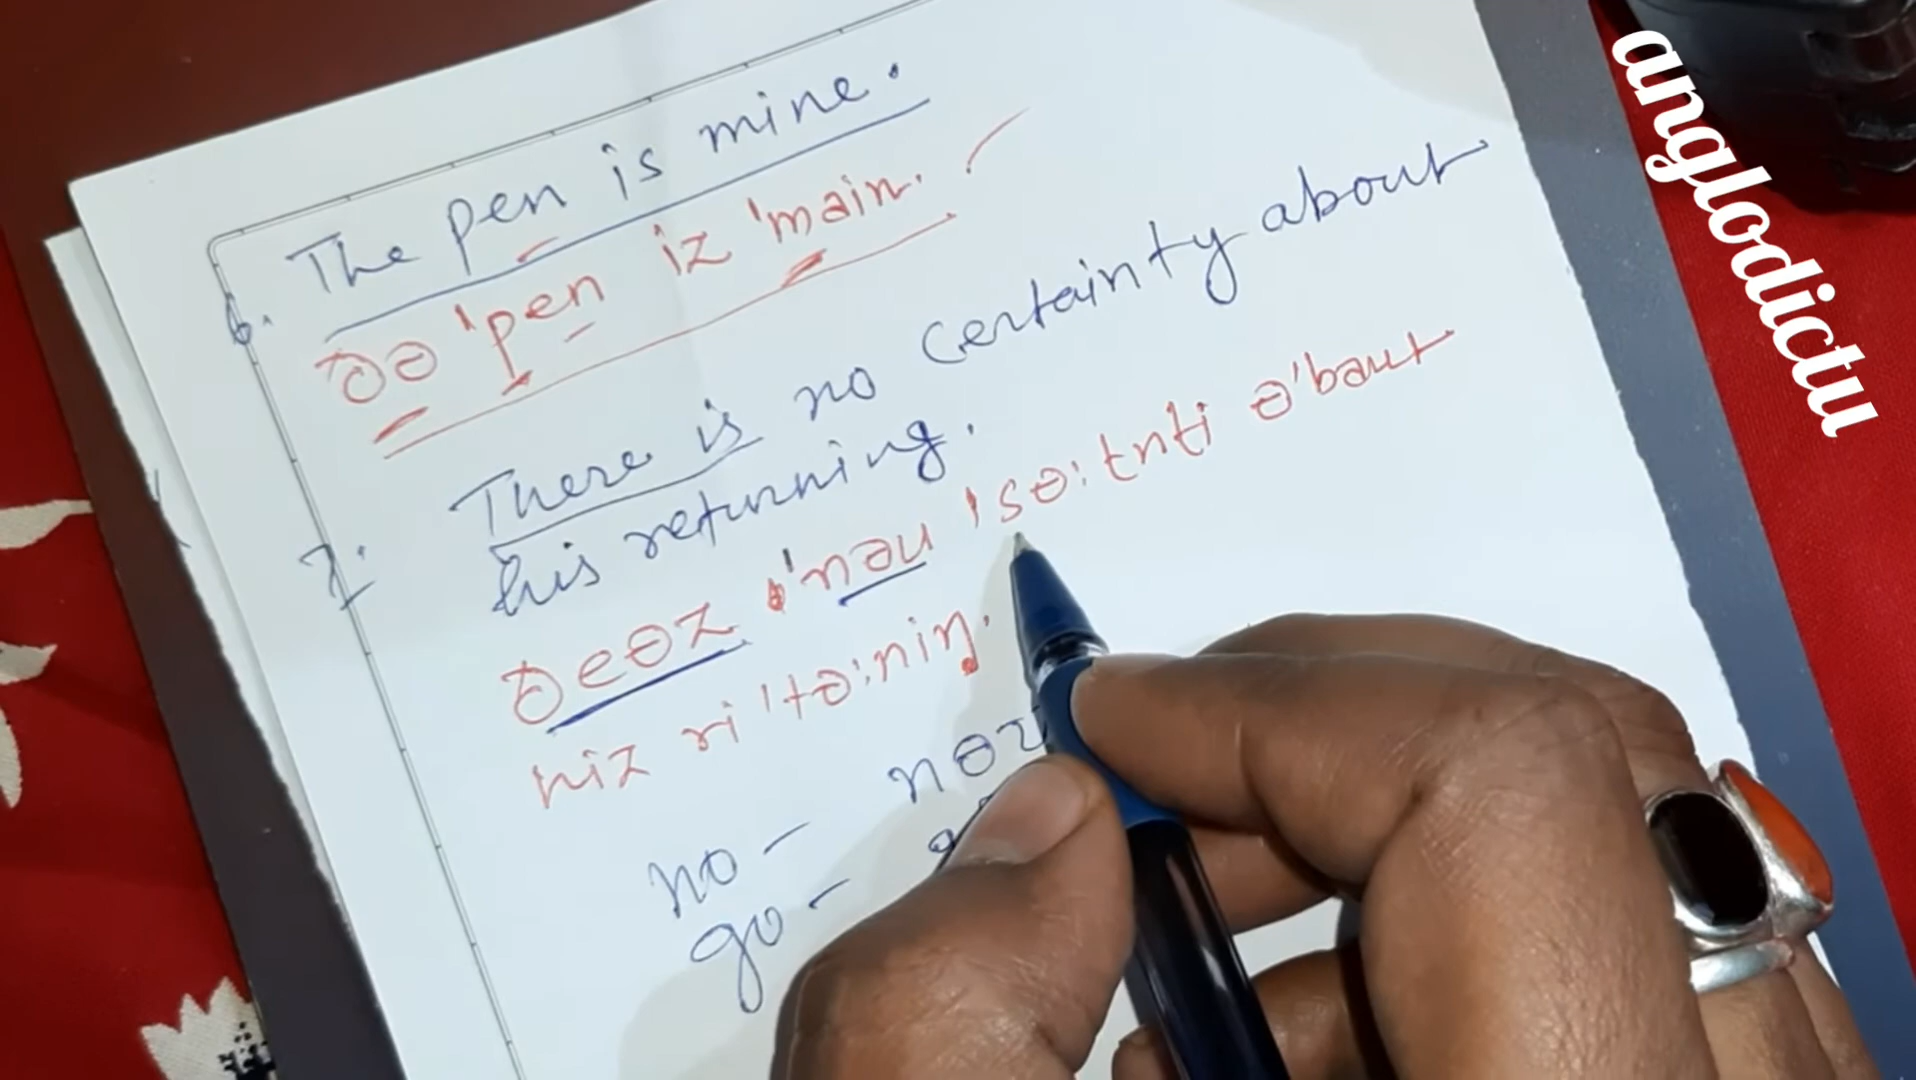 6. The pen is mine.
ðə 'pen iz 'main.
7. There is no certainty about
his returning.
ðeəz 'nəu 'sə:tnti ə'baut
hiz ri'tə:niŋ.
no - nəu
go -
anglodictu